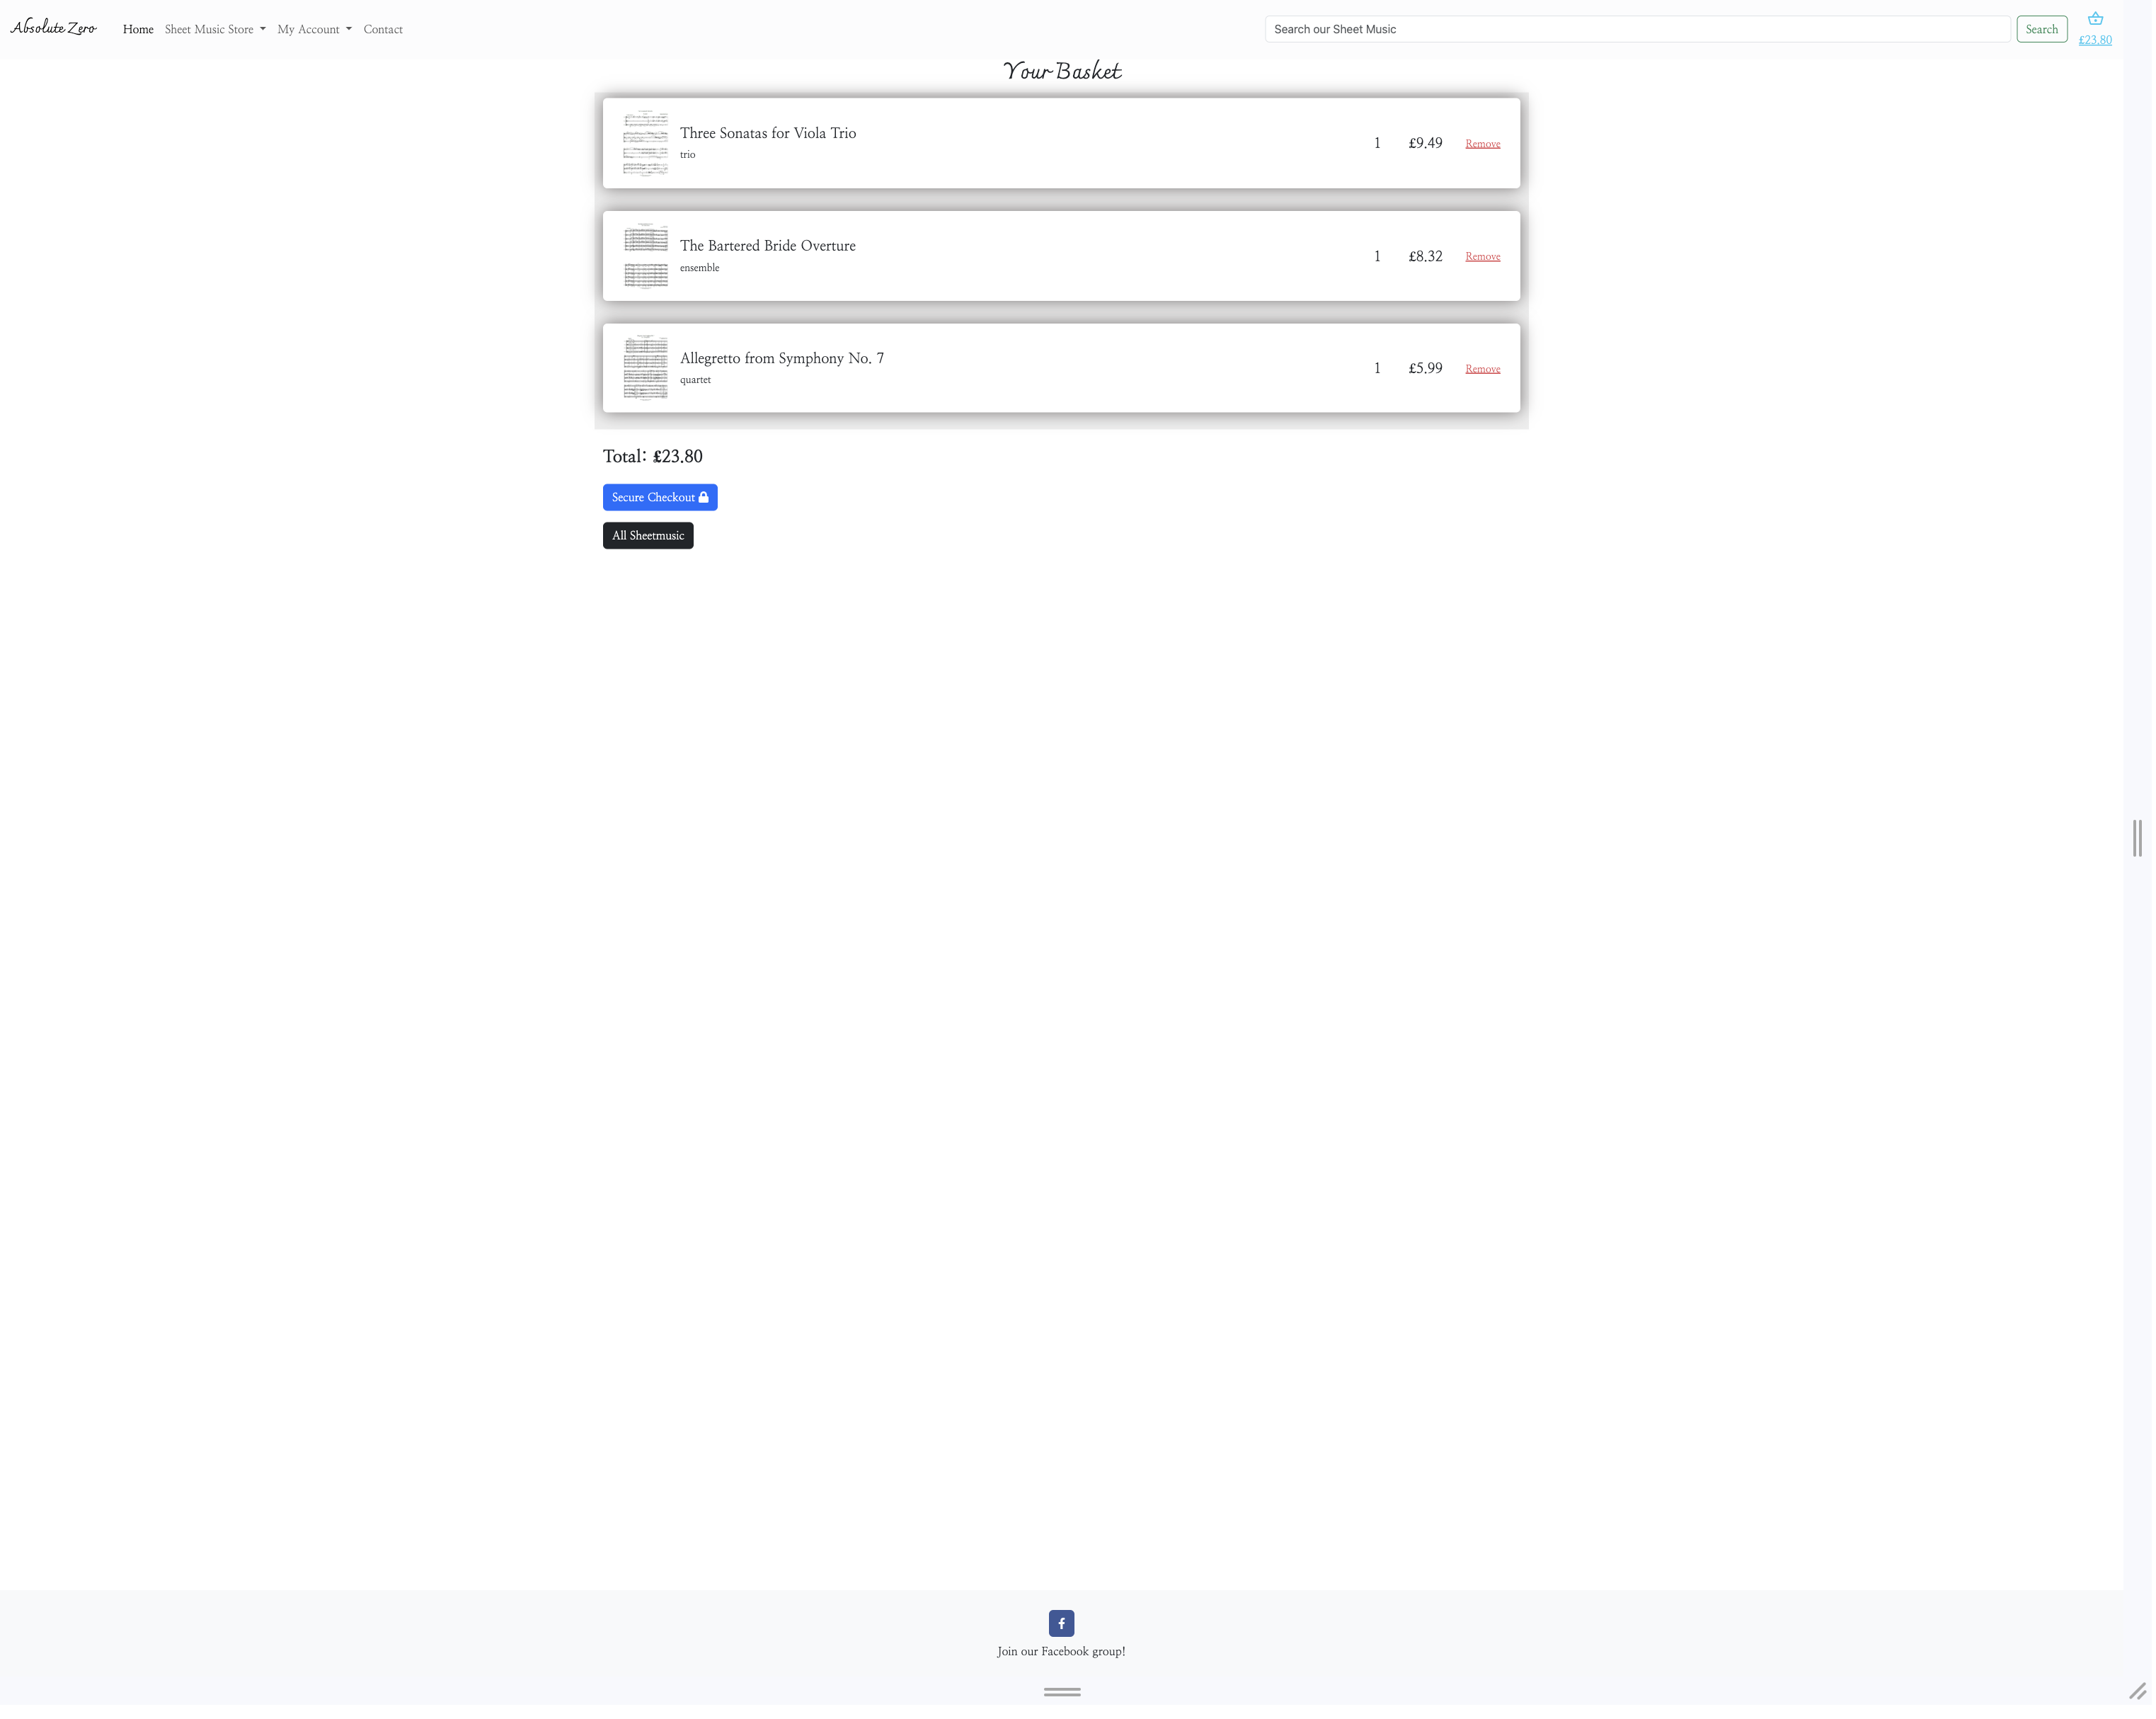 Absolute Zero
Home Sheet Music Store My Account Contact
Search our Sheet Music
Search
£23.80
Your Basket
Three Sonatas for Viola Trio
trio
1 £9.49 Remove
The Bartered Bride Overture
ensemble
1 £8.32 Remove
Allegretto from Symphony No. 7
quartet
1 £5.99 Remove
Total: £23.80
Secure Checkout
All Sheetmusic
Join our Facebook group!